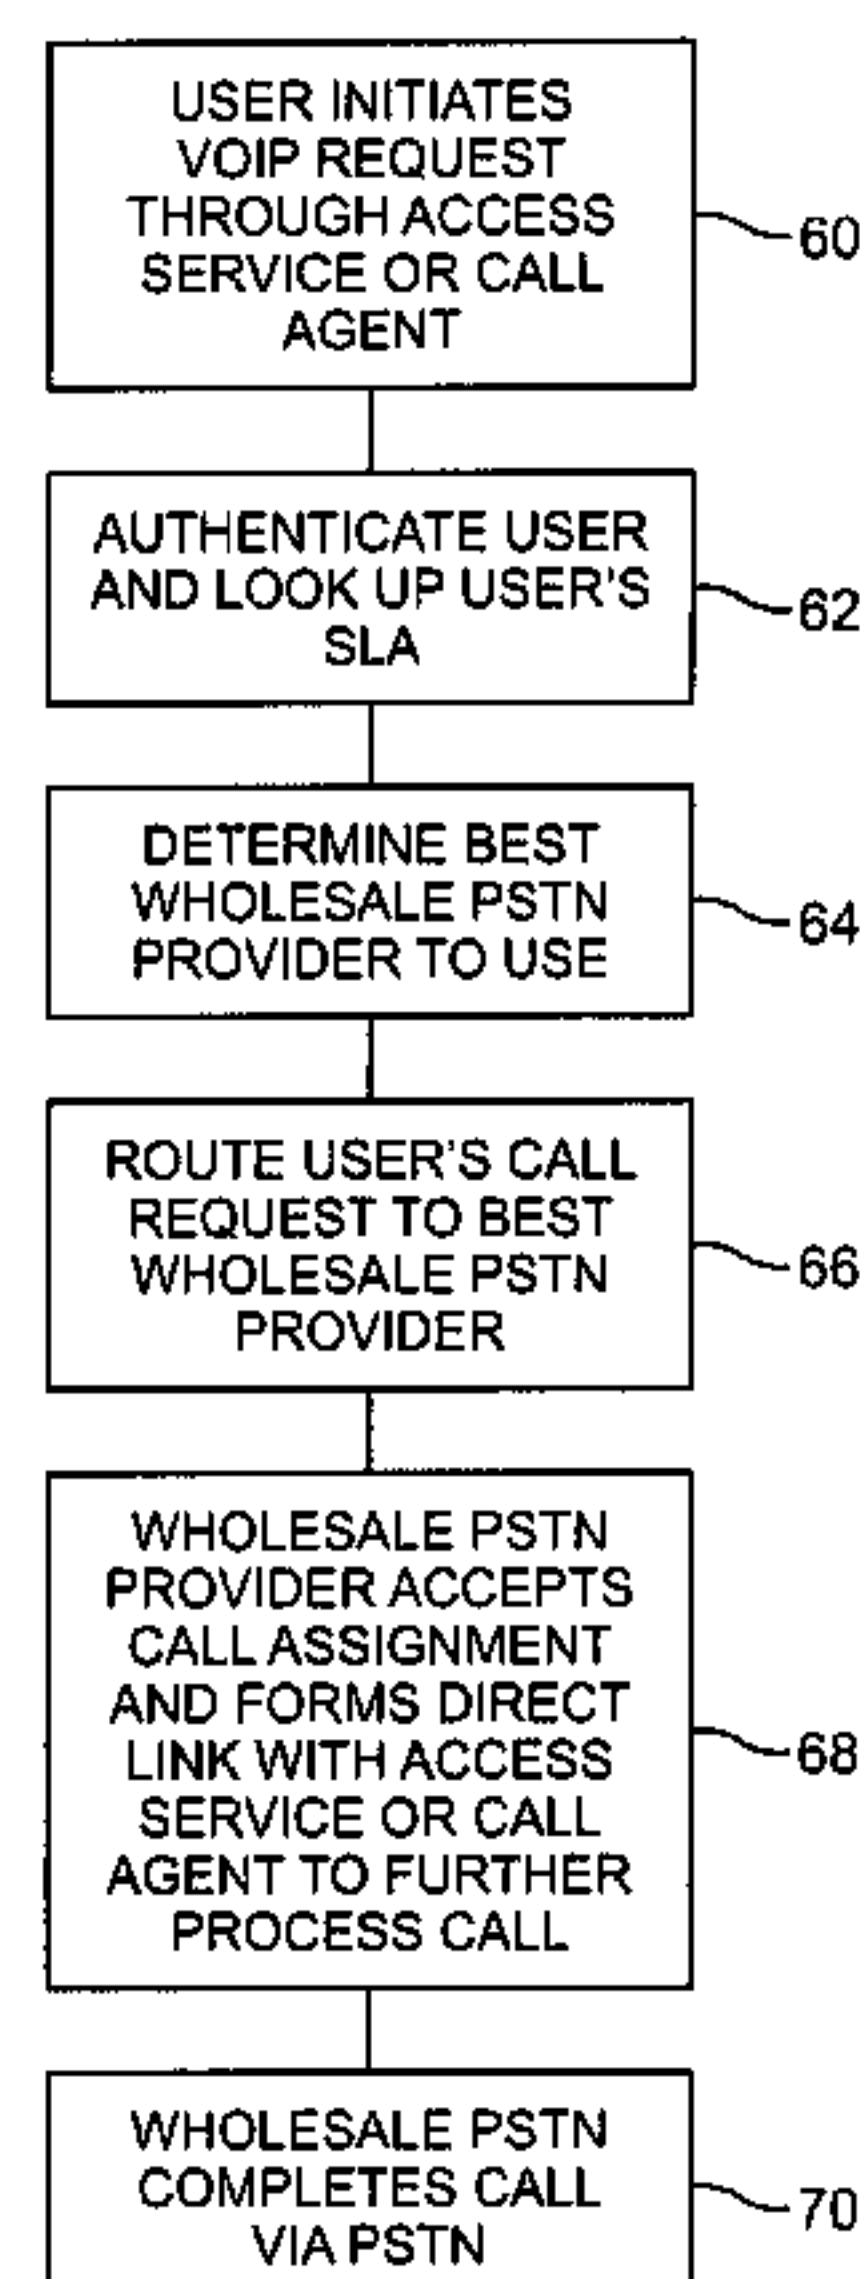 USER INITIATES
VOIP REQUEST
THROUGH ACCESS
SERVICE OR CALL
AGENT
60
AUTHENTICATE USER
AND LOOK UP USER'S
SLA
62
DETERMINE BEST
WHOLESALE PSTN
PROVIDER TO USE
64
ROUTE USER'S CALL
REQUEST TO BEST
WHOLESALE PSTN
PROVIDER
66
WHOLESALE PSTN
PROVIDER ACCEPTS
CALL ASSIGNMENT
AND FORMS DIRECT
LINK WITH ACCESS
SERVICE OR CALL
AGENT TO FURTHER
PROCESS CALL
68
WHOLESALE PSTN
COMPLETES CALL
VIA PSTN
70